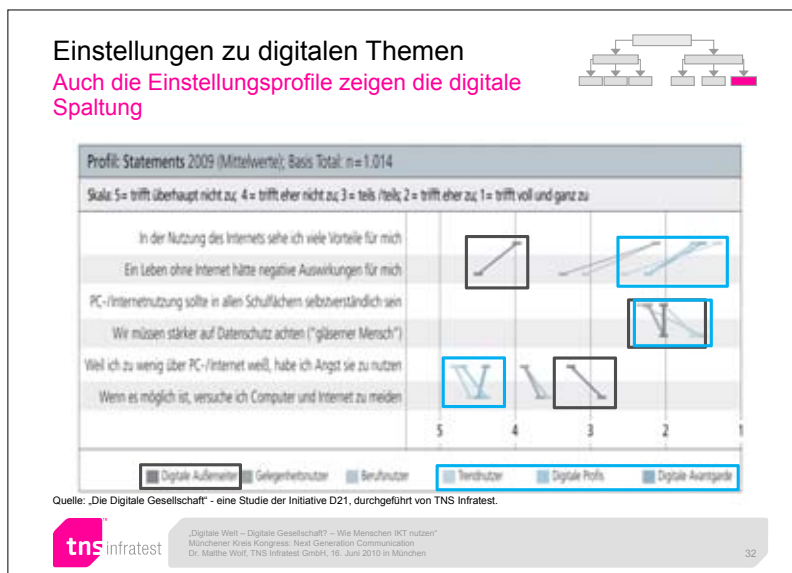 Einstellungen zu digitalen Themen
Auch die Einstellungsprofile zeigen die digitale
Spaltung
Profil: Statements 2009 (Mittelwerte); Basis Total: n=1.014
Skala: 5= trifft überhaupt nicht zu; 4 = trifft eher nicht zu; 3 = teils /teils; 2 = trifft eher zu; 1= trifft voll und ganz zu
In der Nutzung des Internets sehe ich viele Vorteile für mich
Ein Leben ohne Internet hätte negative Auswirkungen für mich
PC-/Internetnutzung sollte in allen Schulfächern selbstverständlich sein
Wir müssen stärker auf Datenschutz achten ("gläserner Mensch")
Weil ich zu wenig über PC-/Internet weiß, habe ich Angst sie zu nutzen
Wenn es möglich ist, versuche ich Computer und Internet zu meiden
5 4 3 2 1
Digitale Außenseiter Gelegenheitsnutzer Berufsnutzer Trendnutzer Digitale Profis Digitale Avantgarde
Quelle: „Die Digitale Gesellschaft“ - eine Studie der Initiative D21, durchgeführt von TNS Infratest.
tns infratest
„Digitale Welt – Digitale Gesellschaft? – Wie Menschen IKT nutzen“
Münchener Kreis Kongress: Next Generation Communication
Dr. Malthe Wolf, TNS Infratest GmbH, 16. Juni 2010 in München
32